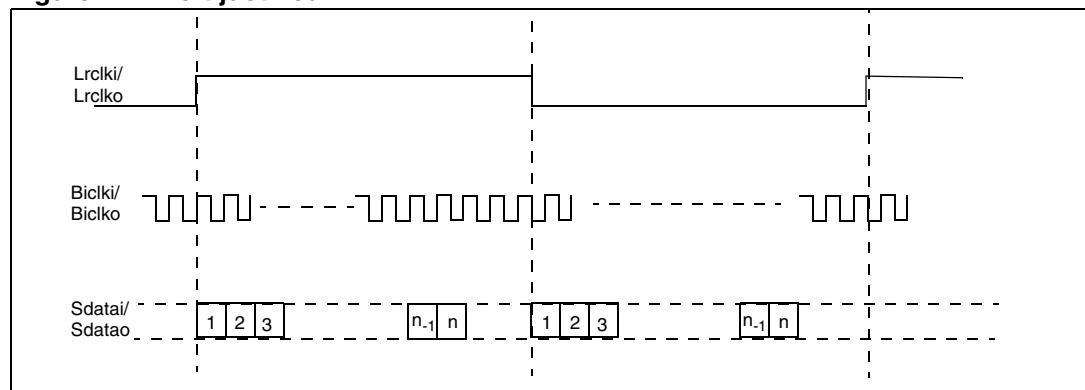 Lrclki/
Lrclko
Biclki/
Biclko
Sdatai/
Sdatao
1 2 3 n-1 n 1 2 3 n-1 n